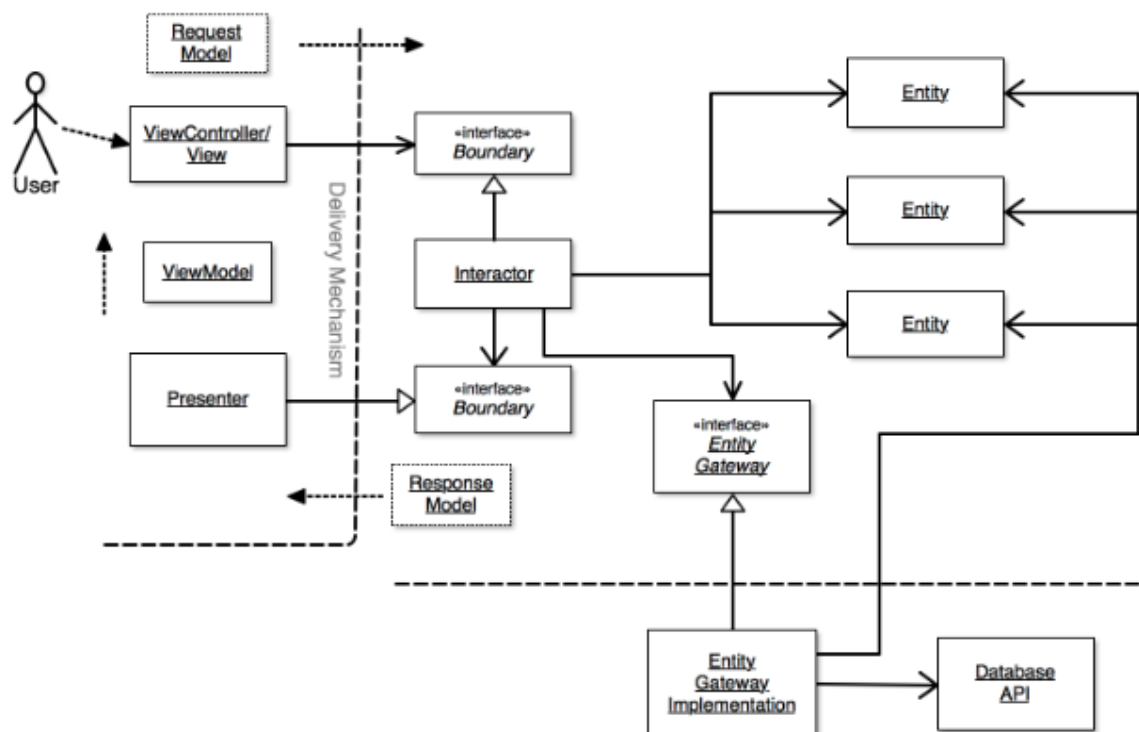 Request
Model
User
ViewController/
View
«interface»
Boundary
Entity
Delivery Mechanism
Entity
ViewModel
Interactor
Entity
Presenter
«interface»
Boundary
«interface»
Entity
Gateway
Response
Model
Entity
Gateway
Implementation
Database
API